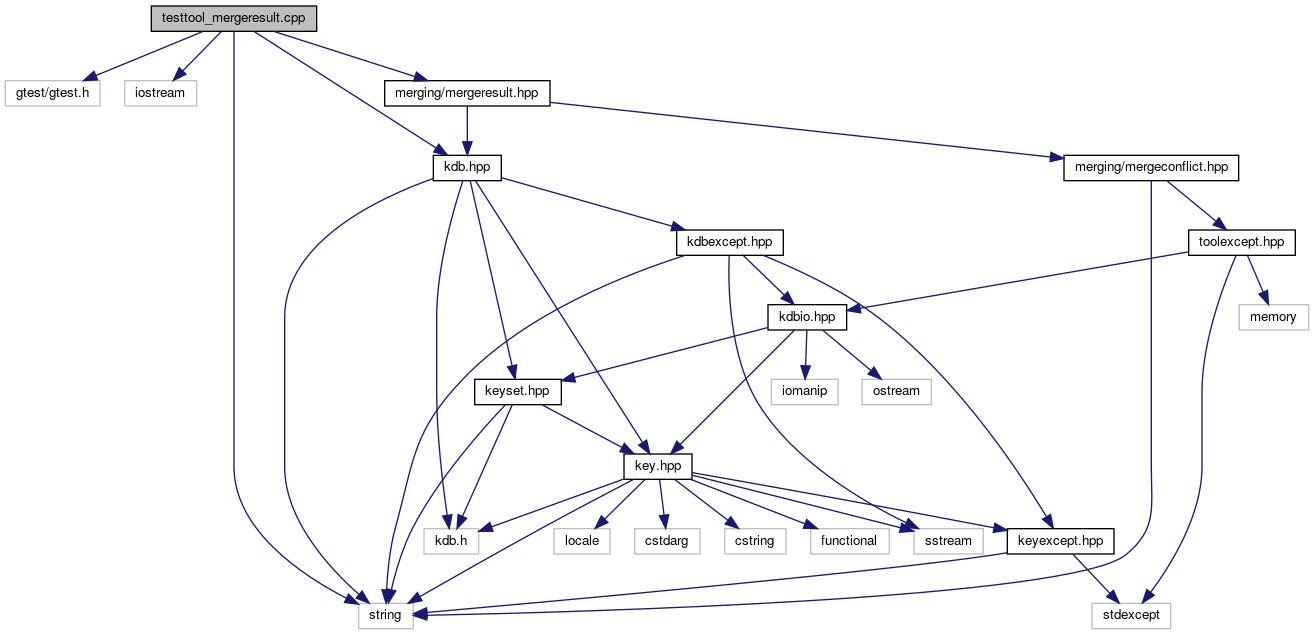 testtool_mergeresult.cpp
gtest/gtest.h
iostream
merging/mergeresult.hpp
kdb.hpp
merging/mergeconflict.hpp
kdbexcept.hpp
toolexcept.hpp
kdbio.hpp
memory
keyset.hpp
iomanip
ostream
key.hpp
kdb.h
locale
cstdarg
cstring
functional
sstream
keyexcept.hpp
string
stdexcept